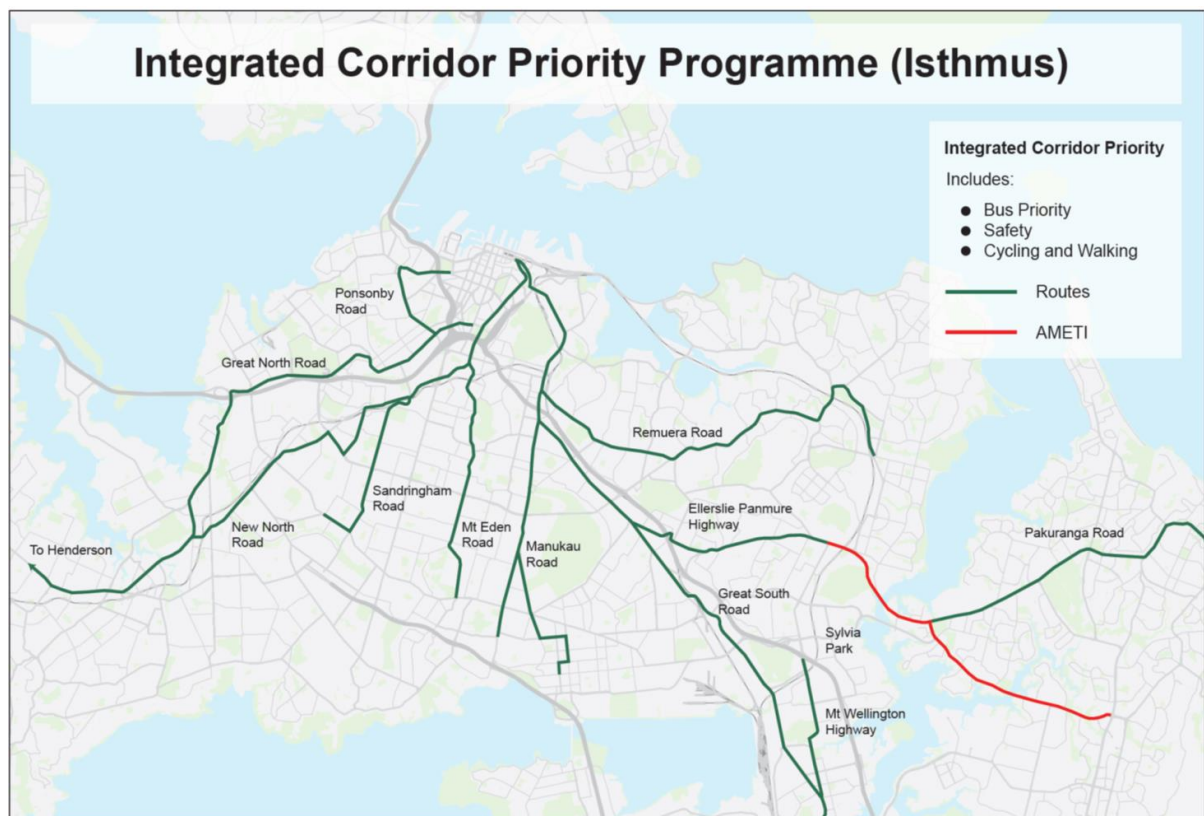 Integrated Corridor Priority Programme (Isthmus)
Integrated Corridor Priority
Includes:
● Bus Priority
● Safety
● Cycling and Walking
Routes
AMETI
Ponsonby
Road
Great North Road
Remuera Road
Sandringham
Road
Ellerslie Panmure
Highway
New North
Road
Mt Eden
Road
Manukau
Road
To Henderson
Pakuranga Road
Great South
Road
Sylvia
Park
Mt Wellington
Highway